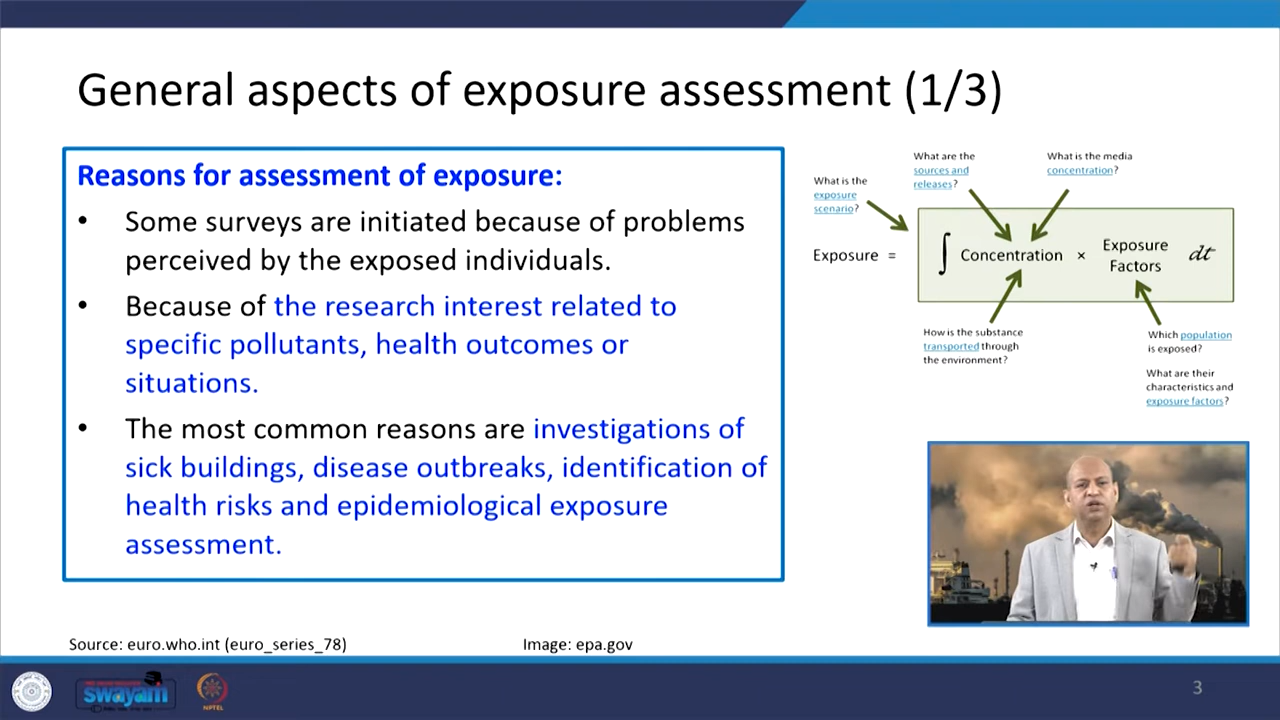 General aspects of exposure assessment (1/3)
Reasons for assessment of exposure:
• Some surveys are initiated because of problems
perceived by the exposed individuals.
• Because of the research interest related to
specific pollutants, health outcomes or
situations.
• The most common reasons are investigations of
sick buildings, disease outbreaks, identification of
health risks and epidemiological exposure
assessment.
What is the
exposure
scenario?
What are the
sources and
releases?
What is the media
concentration?
Exposure = ∫ Concentration × Exposure Factors dt
How is the substance
transported through
the environment?
Which population
is exposed?
What are their
characteristics and
exposure factors?
Source: euro.who.int (euro_series_78)
Image: epa.gov
swayam
NPTEL
3